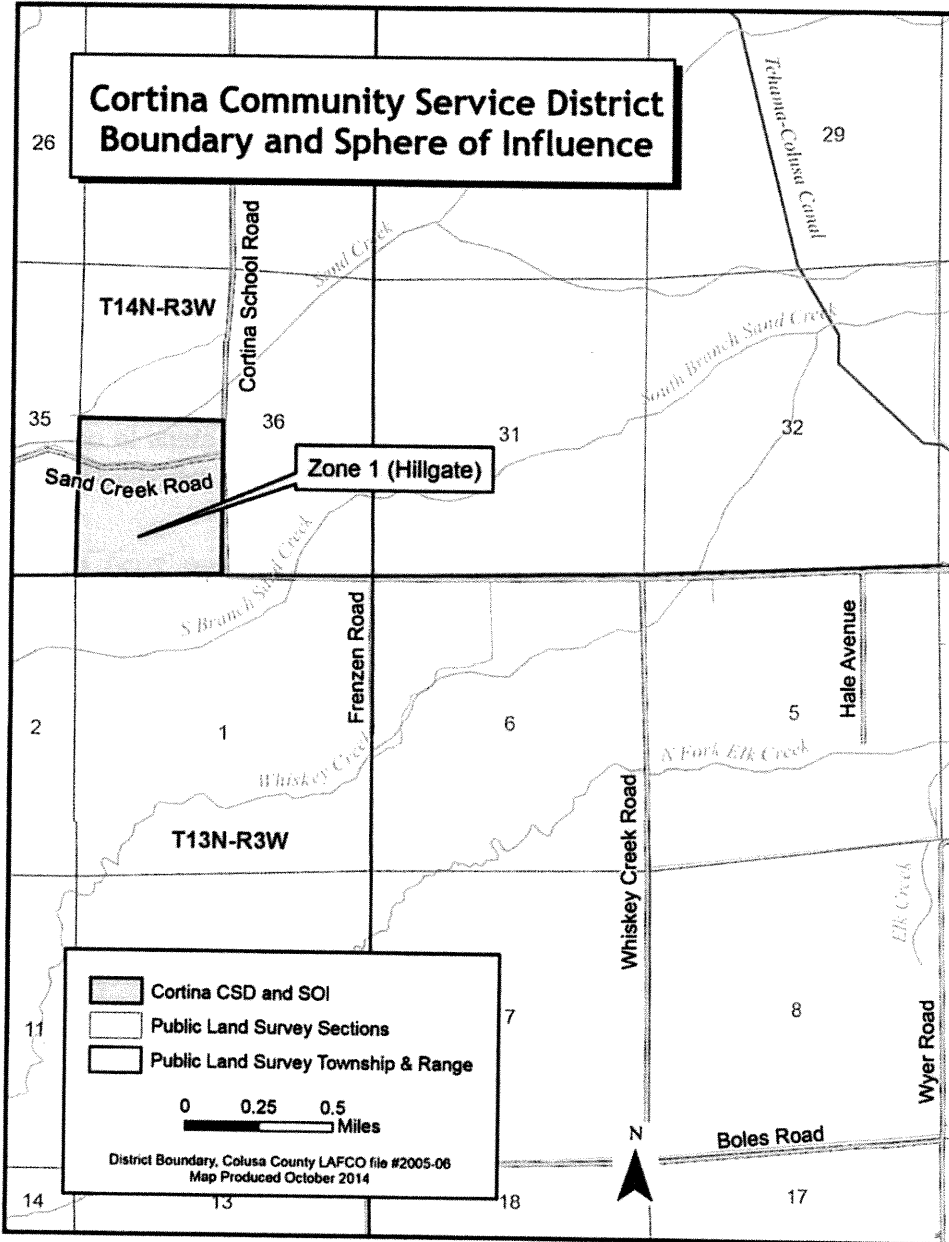 Cortina Community Service District
Boundary and Sphere of Influence
26
29
Tehama-Colusa Canal
Cortina School Road
Sand Creek
T14N-R3W
South Branch Sand Creek
35
36
31
32
Zone 1 (Hillgate)
Sand Creek Road
S Branch Sand Creek
Frenzen Road
Hale Avenue
2
1
6
5
Whiskey Creek
N Fork Elk Creek
T13N-R3W
Whiskey Creek Road
Elk Creek
Cortina CSD and SOI
Public Land Survey Sections
Public Land Survey Township & Range
11
7
8
Wyer Road
0 0.25 0.5
Miles
District Boundary, Colusa County LAFCO file #2005-06
Map Produced October 2014
N
Boles Road
14
13
18
17